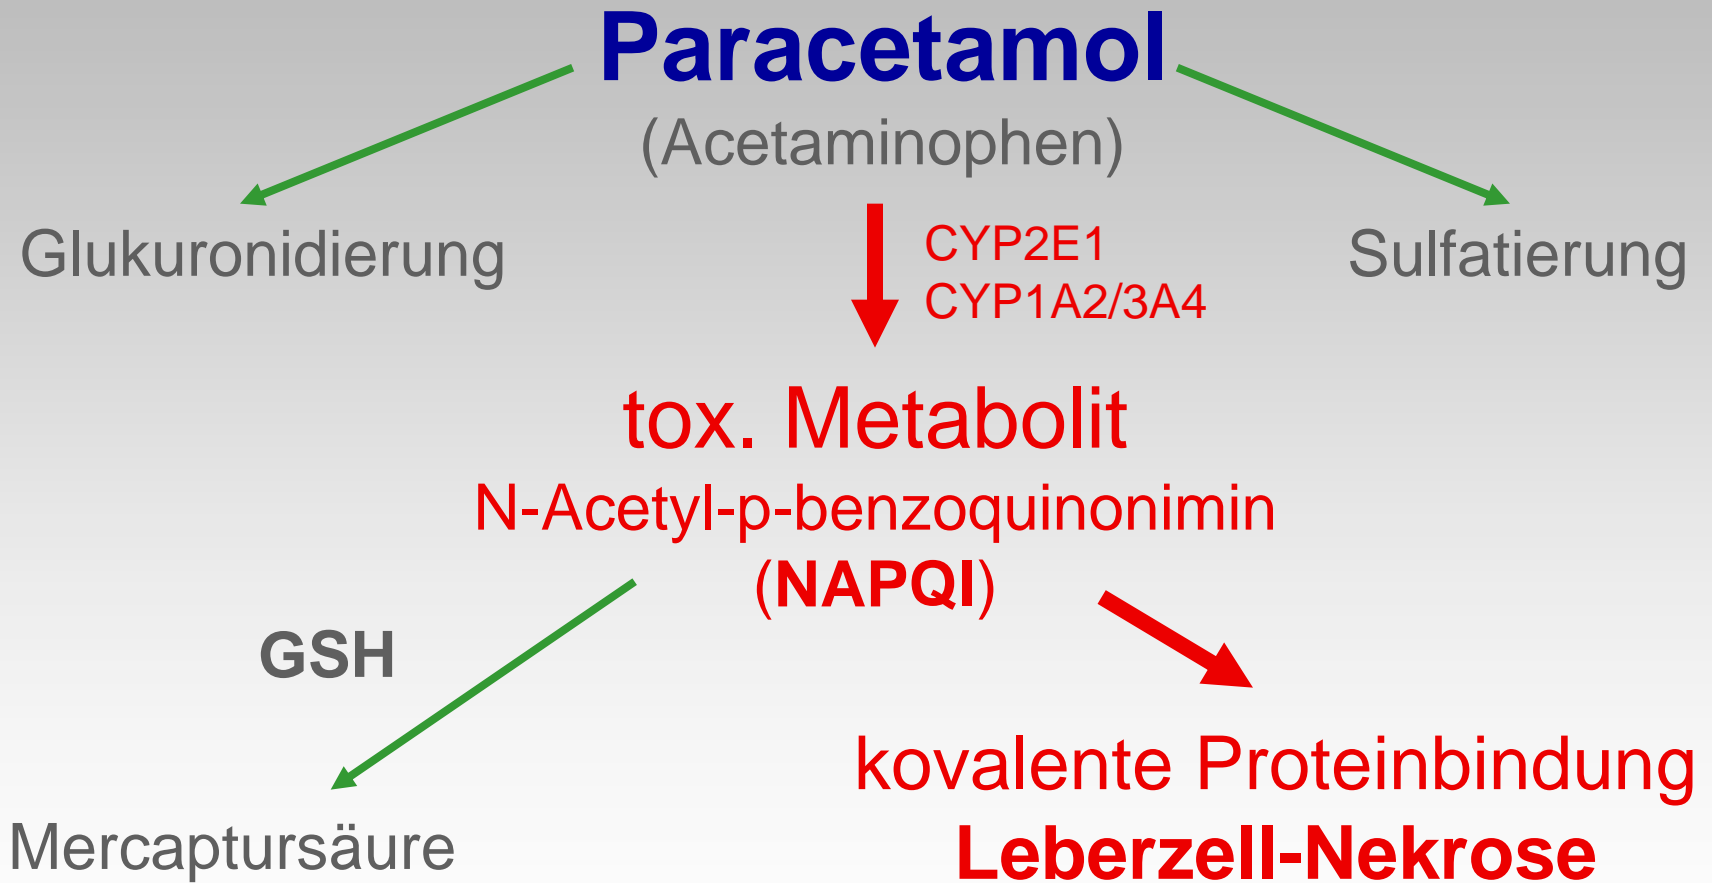 Paracetamol
(Acetaminophen)
Glukuronidierung
CYP2E1
CYP1A2/3A4
Sulfatierung
tox. Metabolit
N-Acetyl-p-benzoquinonimin
(NAPQI)
GSH
kovalente Proteinbindung
Mercaptursäure
Leberzell-Nekrose